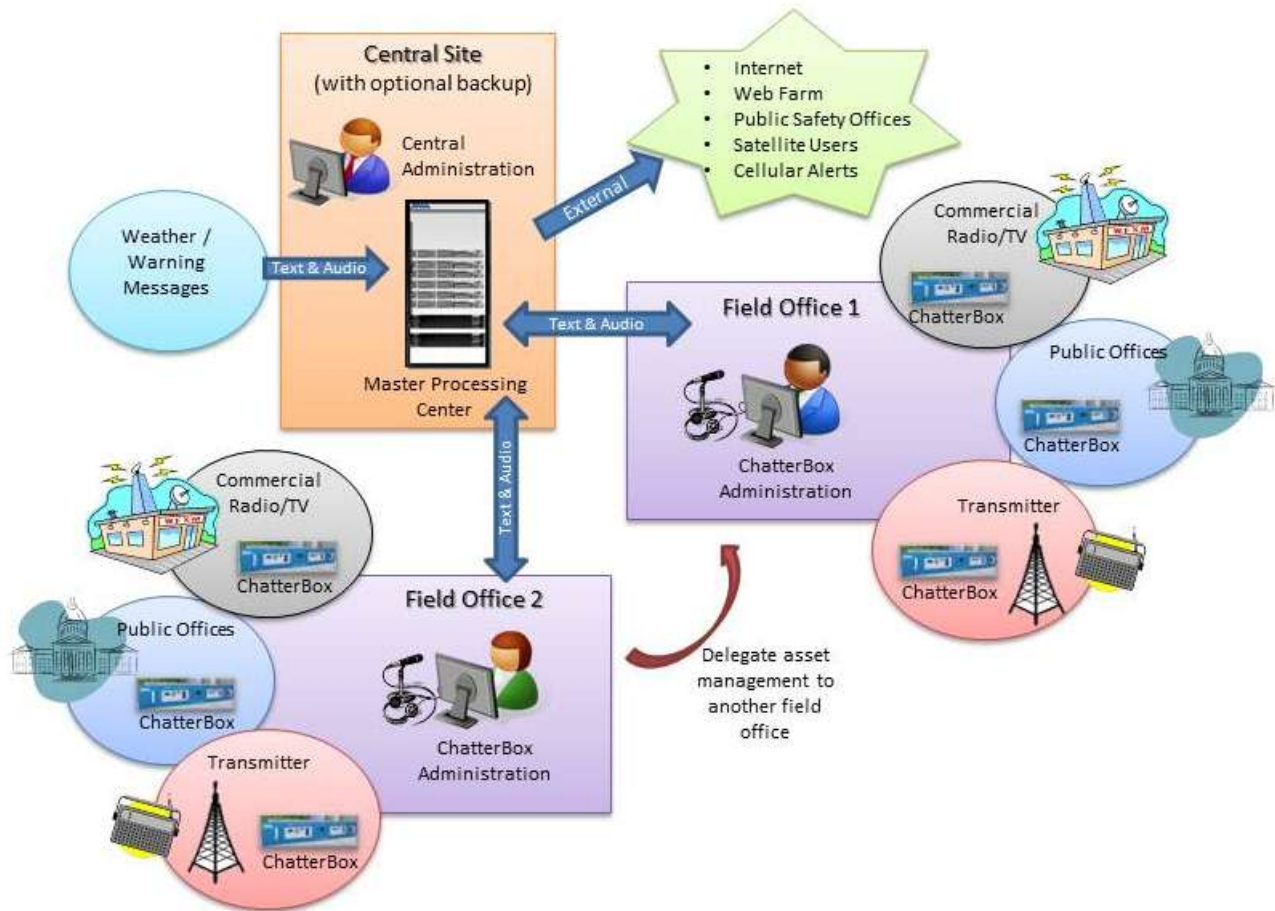 Central Site
(with optional backup)
Central
Administration
Master Processing
Center
Weather /
Warning
Messages
Text & Audio
External
• Internet
• Web Farm
• Public Safety Offices
• Satellite Users
• Cellular Alerts
Text & Audio
Field Office 1
ChatterBox
Administration
Commercial
Radio/TV
ChatterBox
Public Offices
ChatterBox
Transmitter
ChatterBox
Text & Audio
Commercial
Radio/TV
ChatterBox
Field Office 2
Public Offices
ChatterBox
ChatterBox
Administration
Transmitter
ChatterBox
Delegate asset
management to
another field
office